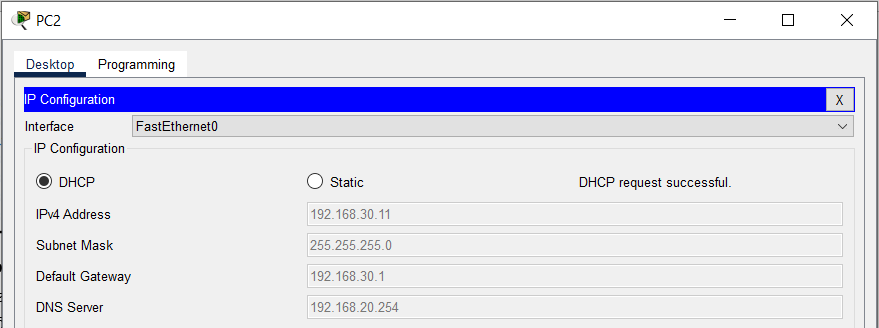 PC2
Desktop Programming
IP Configuration X
Interface FastEthernet0
IP Configuration
DHCP Static DHCP request successful.
IPv4 Address 192.168.30.11
Subnet Mask 255.255.255.0
Default Gateway 192.168.30.1
DNS Server 192.168.20.254